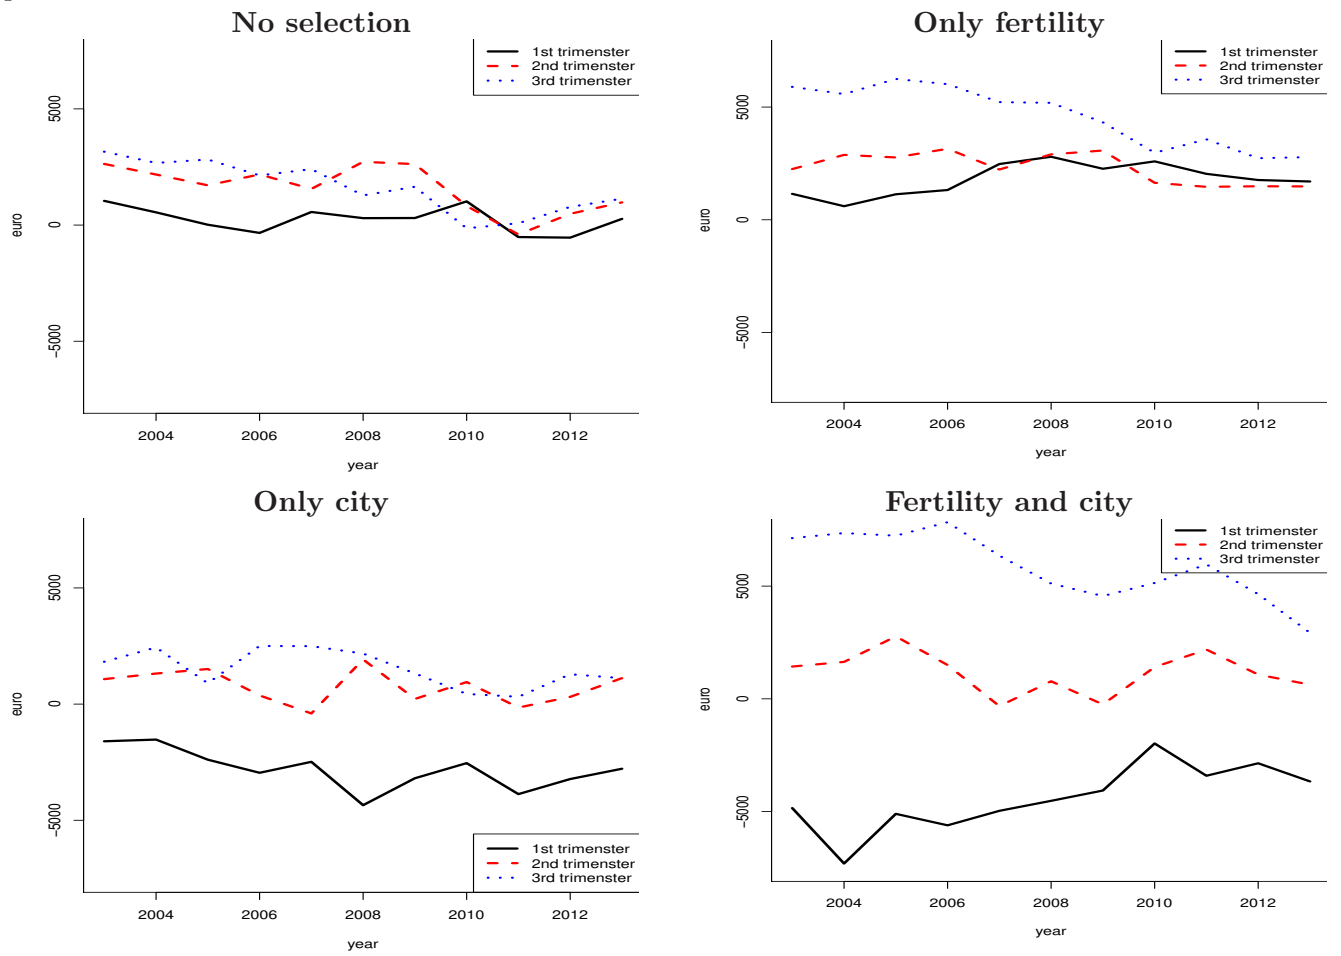 No selection
1st trimenster
2nd trimenster
3rd trimenster
euro
5000
0
−5000
2004 2006 2008 2010 2012
year
Only fertility
1st trimenster
2nd trimenster
3rd trimenster
euro
5000
0
−5000
2004 2006 2008 2010 2012
year
Only city
euro
5000
0
−5000
1st trimenster
2nd trimenster
3rd trimenster
2004 2006 2008 2010 2012
year
Fertility and city
1st trimenster
2nd trimenster
3rd trimenster
euro
5000
0
−5000
2004 2006 2008 2010 2012
year